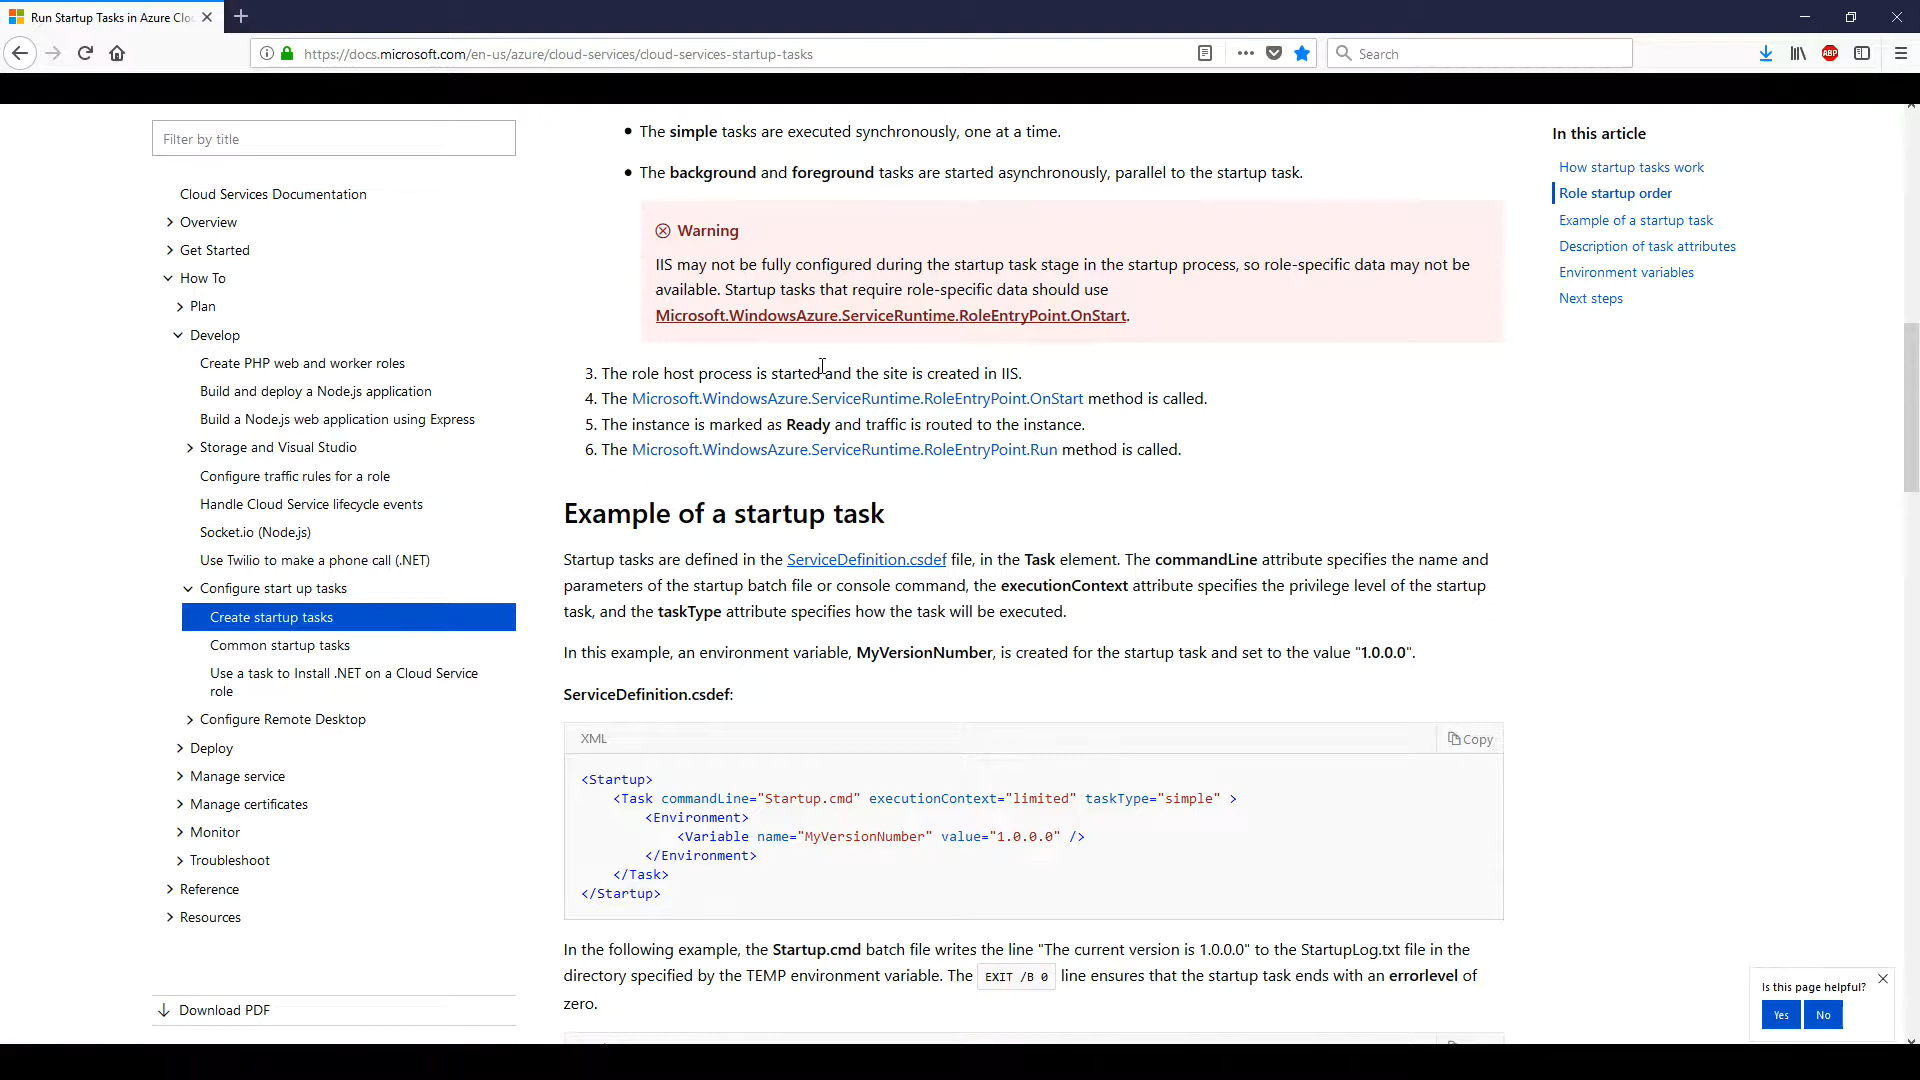 Run Startup Tasks in Azure Clo
https://docs.microsoft.com/en-us/azure/cloud-services/cloud-services-startup-tasks
Search
ABP
Filter by title
Cloud Services Documentation
Overview
Get Started
How To
Plan
Develop
Create PHP web and worker roles
Build and deploy a Node.js application
Build a Node.js web application using Express
Storage and Visual Studio
Configure traffic rules for a role
Handle Cloud Service lifecycle events
Socket.io (Node.js)
Use Twilio to make a phone call (.NET)
Configure start up tasks
Create startup tasks
Common startup tasks
Use a task to Install .NET on a Cloud Service
role
Configure Remote Desktop
Deploy
Manage service
Manage certificates
Monitor
Troubleshoot
Reference
Resources
Download PDF
• The simple tasks are executed synchronously, one at a time.
• The background and foreground tasks are started asynchronously, parallel to the startup task.
Warning
IIS may not be fully configured during the startup task stage in the startup process, so role-specific data may not be
available. Startup tasks that require role-specific data should use
Microsoft.WindowsAzure.ServiceRuntime.RoleEntryPoint.OnStart.
3. The role host process is started and the site is created in IIS.
4. The Microsoft.WindowsAzure.ServiceRuntime.RoleEntryPoint.OnStart method is called.
5. The instance is marked as Ready and traffic is routed to the instance.
6. The Microsoft.WindowsAzure.ServiceRuntime.RoleEntryPoint.Run method is called.
Example of a startup task
Startup tasks are defined in the ServiceDefinition.csdef file, in the Task element. The commandLine attribute specifies the name and
parameters of the startup batch file or console command, the executionContext attribute specifies the privilege level of the startup
task, and the taskType attribute specifies how the task will be executed.
In this example, an environment variable, MyVersionNumber, is created for the startup task and set to the value "1.0.0.0".
ServiceDefinition.csdef:
XML
Copy
<Startup>
<Task commandLine="Startup.cmd" executionContext="limited" taskType="simple" >
<Environment>
<Variable name="MyVersionNumber" value="1.0.0.0" />
</Environment>
</Task>
</Startup>
In the following example, the Startup.cmd batch file writes the line "The current version is 1.0.0.0" to the StartupLog.txt file in the
directory specified by the TEMP environment variable. The EXIT /B 0 line ensures that the startup task ends with an errorlevel of
zero.
In this article
How startup tasks work
Role startup order
Example of a startup task
Description of task attributes
Environment variables
Next steps
Is this page helpful?
Yes
No